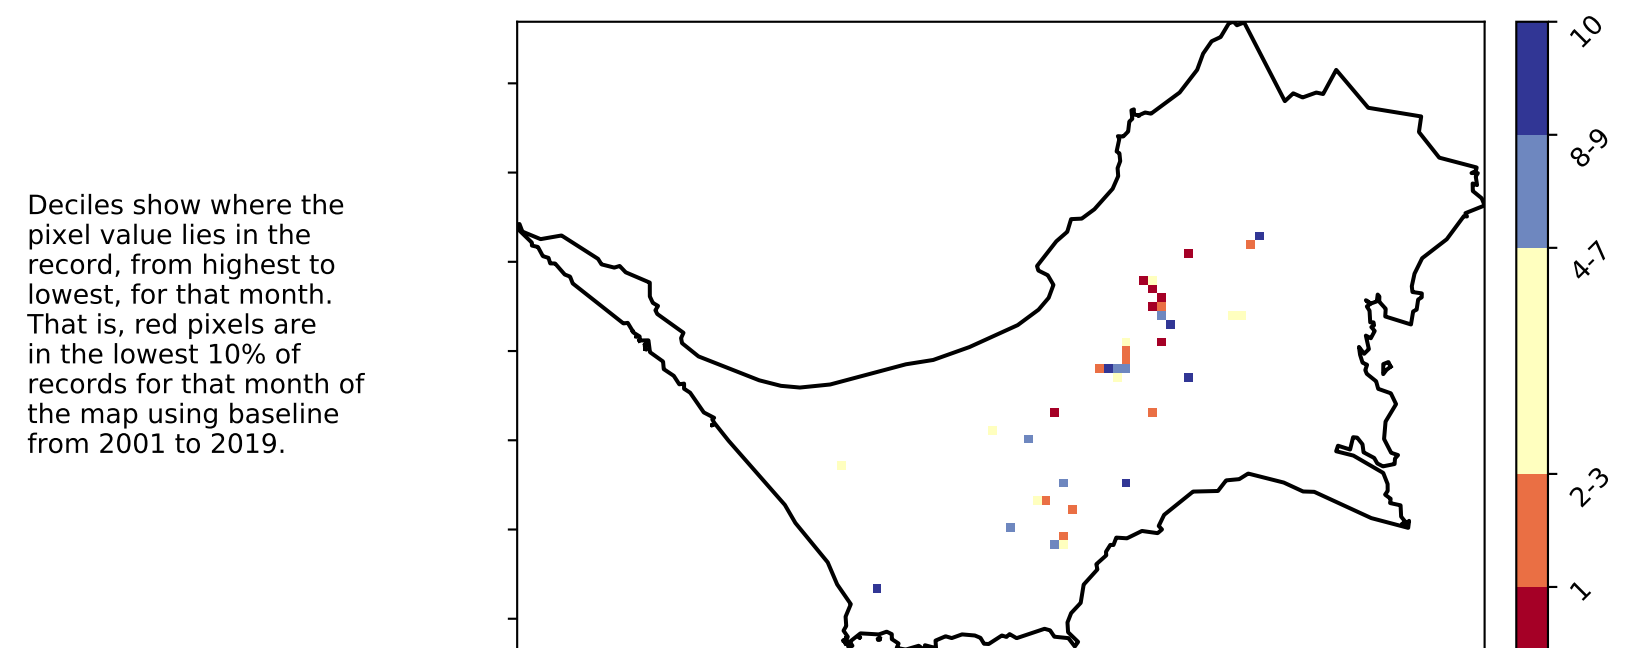 Deciles show where the
pixel value lies in the
record, from highest to
lowest, for that month.
That is, red pixels are
in the lowest 10% of
records for that month of
the map using baseline
from 2001 to 2019.
10
8-9
4-7
2-3
1